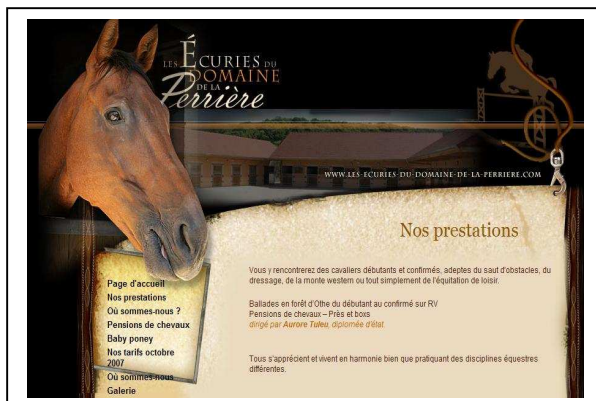 LES ÉCURIES DU
DOMAINE
DE LA
Perrière
WWW.LES-ECURIES-DU-DOMAINE-DE-LA-PERRIERE.COM
Nos prestations
Page d'accueil
Nos prestations
Où sommes-nous ?
Pensions de chevaux
Baby poney
Nos tarifs octobre
2007
Où sommes-nous
Galerie
Vous y rencontrerez des cavaliers débutants et confirmés, adeptes du saut d'obstacles, du
dressage, de la monte western ou tout simplement de l'équitation de loisir.
Ballades en forêt d'Othe du débutant au confirmé sur RV
Pensions de chevaux – Près et boxs
dirigé par Aurore Tuleu, diplomée d'état.
Tous s'apprécient et vivent en harmonie bien que pratiquant des disciplines équestres
différentes.